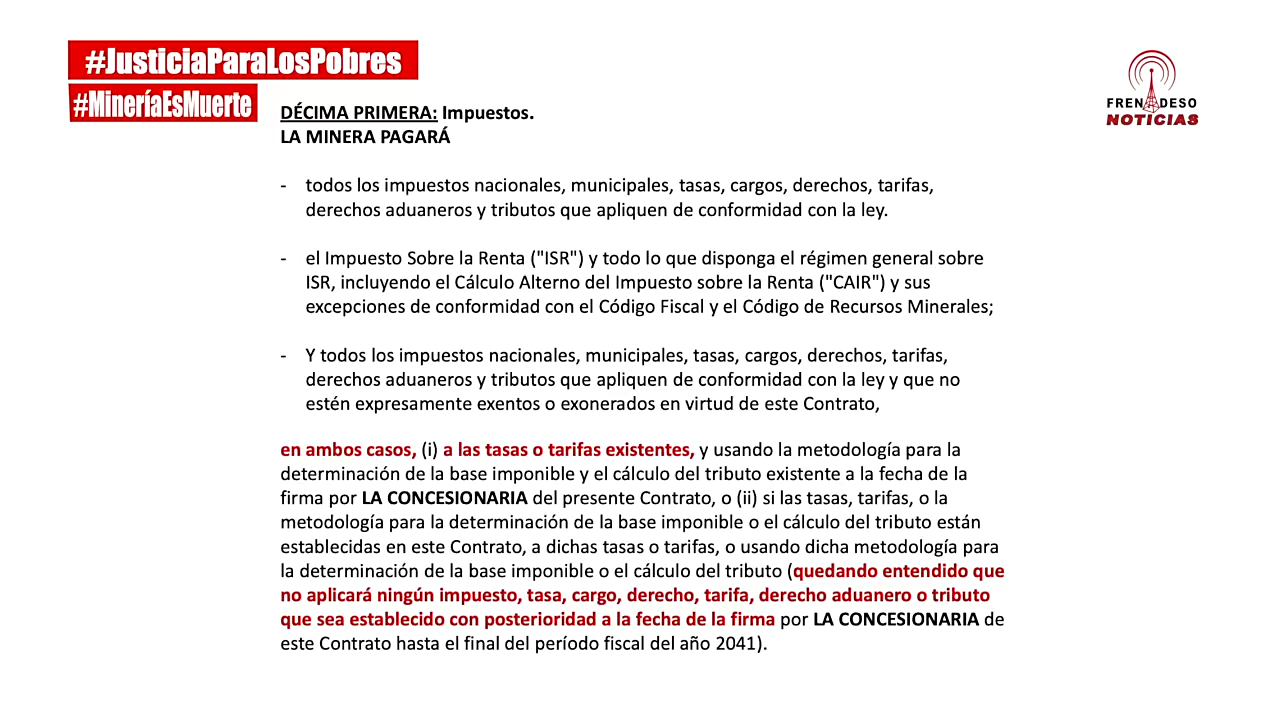 #JusticiaParaLosPobres
#MineríaEsMuerte
FRENADESO
NOTICIAS
DÉCIMA PRIMERA: Impuestos.
LA MINERA PAGARÁ
- todos los impuestos nacionales, municipales, tasas, cargos, derechos, tarifas,
derechos aduaneros y tributos que apliquen de conformidad con la ley.
- el Impuesto Sobre la Renta ("ISR") y todo lo que disponga el régimen general sobre
ISR, incluyendo el Cálculo Alterno del Impuesto sobre la Renta ("CAIR") y sus
excepciones de conformidad con el Código Fiscal y el Código de Recursos Minerales;
- Y todos los impuestos nacionales, municipales, tasas, cargos, derechos, tarifas,
derechos aduaneros y tributos que apliquen de conformidad con la ley y que no
estén expresamente exentos o exonerados en virtud de este Contrato,
en ambos casos, (i) a las tasas o tarifas existentes, y usando la metodología para la
determinación de la base imponible y el cálculo del tributo existente a la fecha de la
firma por LA CONCESIONARIA del presente Contrato, o (ii) si las tasas, tarifas, o la
metodología para la determinación de la base imponible o el cálculo del tributo están
establecidas en este Contrato, a dichas tasas o tarifas, o usando dicha metodología para
la determinación de la base imponible o el cálculo del tributo (quedando entendido que
no aplicará ningún impuesto, tasa, cargo, derecho, tarifa, derecho aduanero o tributo
que sea establecido con posterioridad a la fecha de la firma por LA CONCESIONARIA de
este Contrato hasta el final del período fiscal del año 2041).